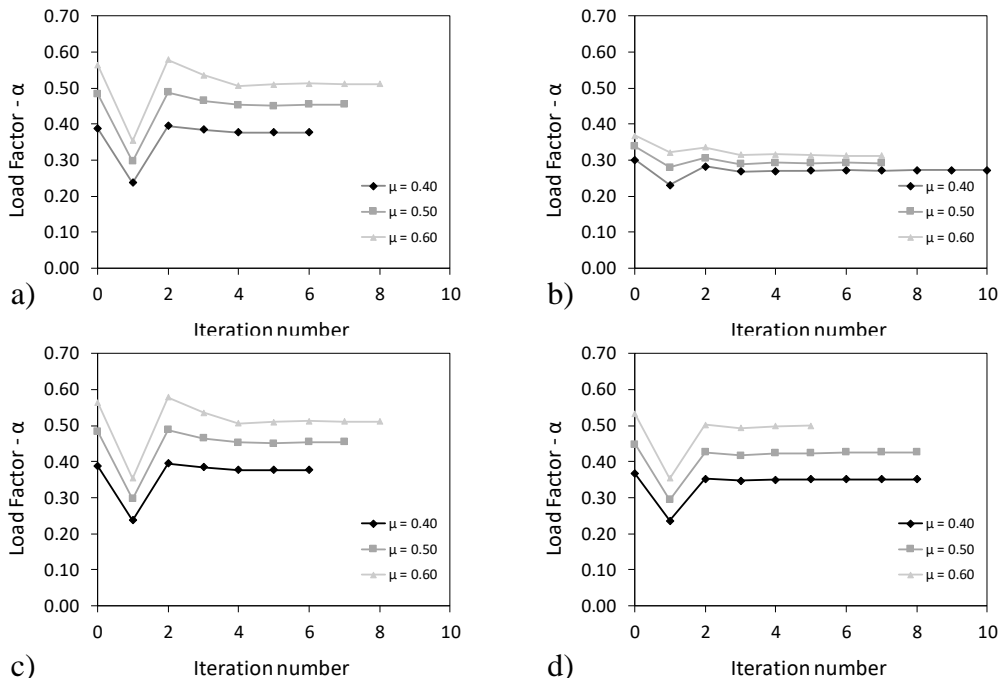 0.70
0.60
0.50
0.40
0.30
0.20
0.10
0.00
Load Factor - α
0 2 4 6 8 10
Iteration number
μ = 0.40
μ = 0.50
μ = 0.60
a)
0.70
0.60
0.50
0.40
0.30
0.20
0.10
0.00
Load Factor - α
0 2 4 6 8 10
Iteration number
μ = 0.40
μ = 0.50
μ = 0.60
b)
0.70
0.60
0.50
0.40
0.30
0.20
0.10
0.00
Load Factor - α
0 2 4 6 8 10
Iteration number
μ = 0.40
μ = 0.50
μ = 0.60
c)
0.70
0.60
0.50
0.40
0.30
0.20
0.10
0.00
Load Factor - α
0 2 4 6 8 10
Iteration number
μ = 0.40
μ = 0.50
μ = 0.60
d)